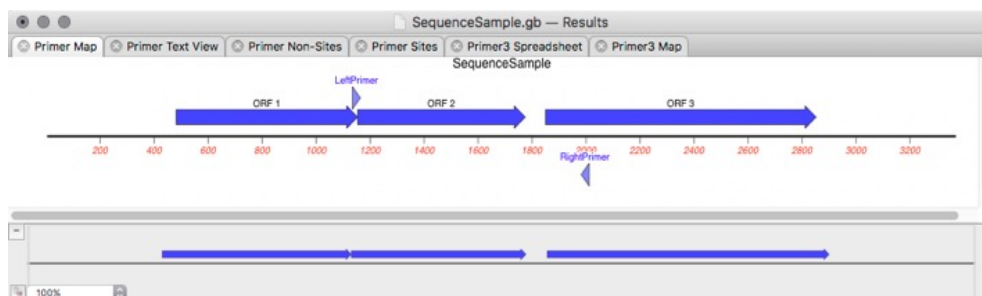 SequenceSample.gb — Results
Primer Map Primer Text View Primer Non-Sites Primer Sites Primer3 Spreadsheet Primer3 Map
SequenceSample
LeftPrimer
ORF 1 ORF 2 ORF 3
200 400 600 800 1000 1200 1400 1600 1800 2000 2200 2400 2600 2800 3000 3200
RightPrimer
100%